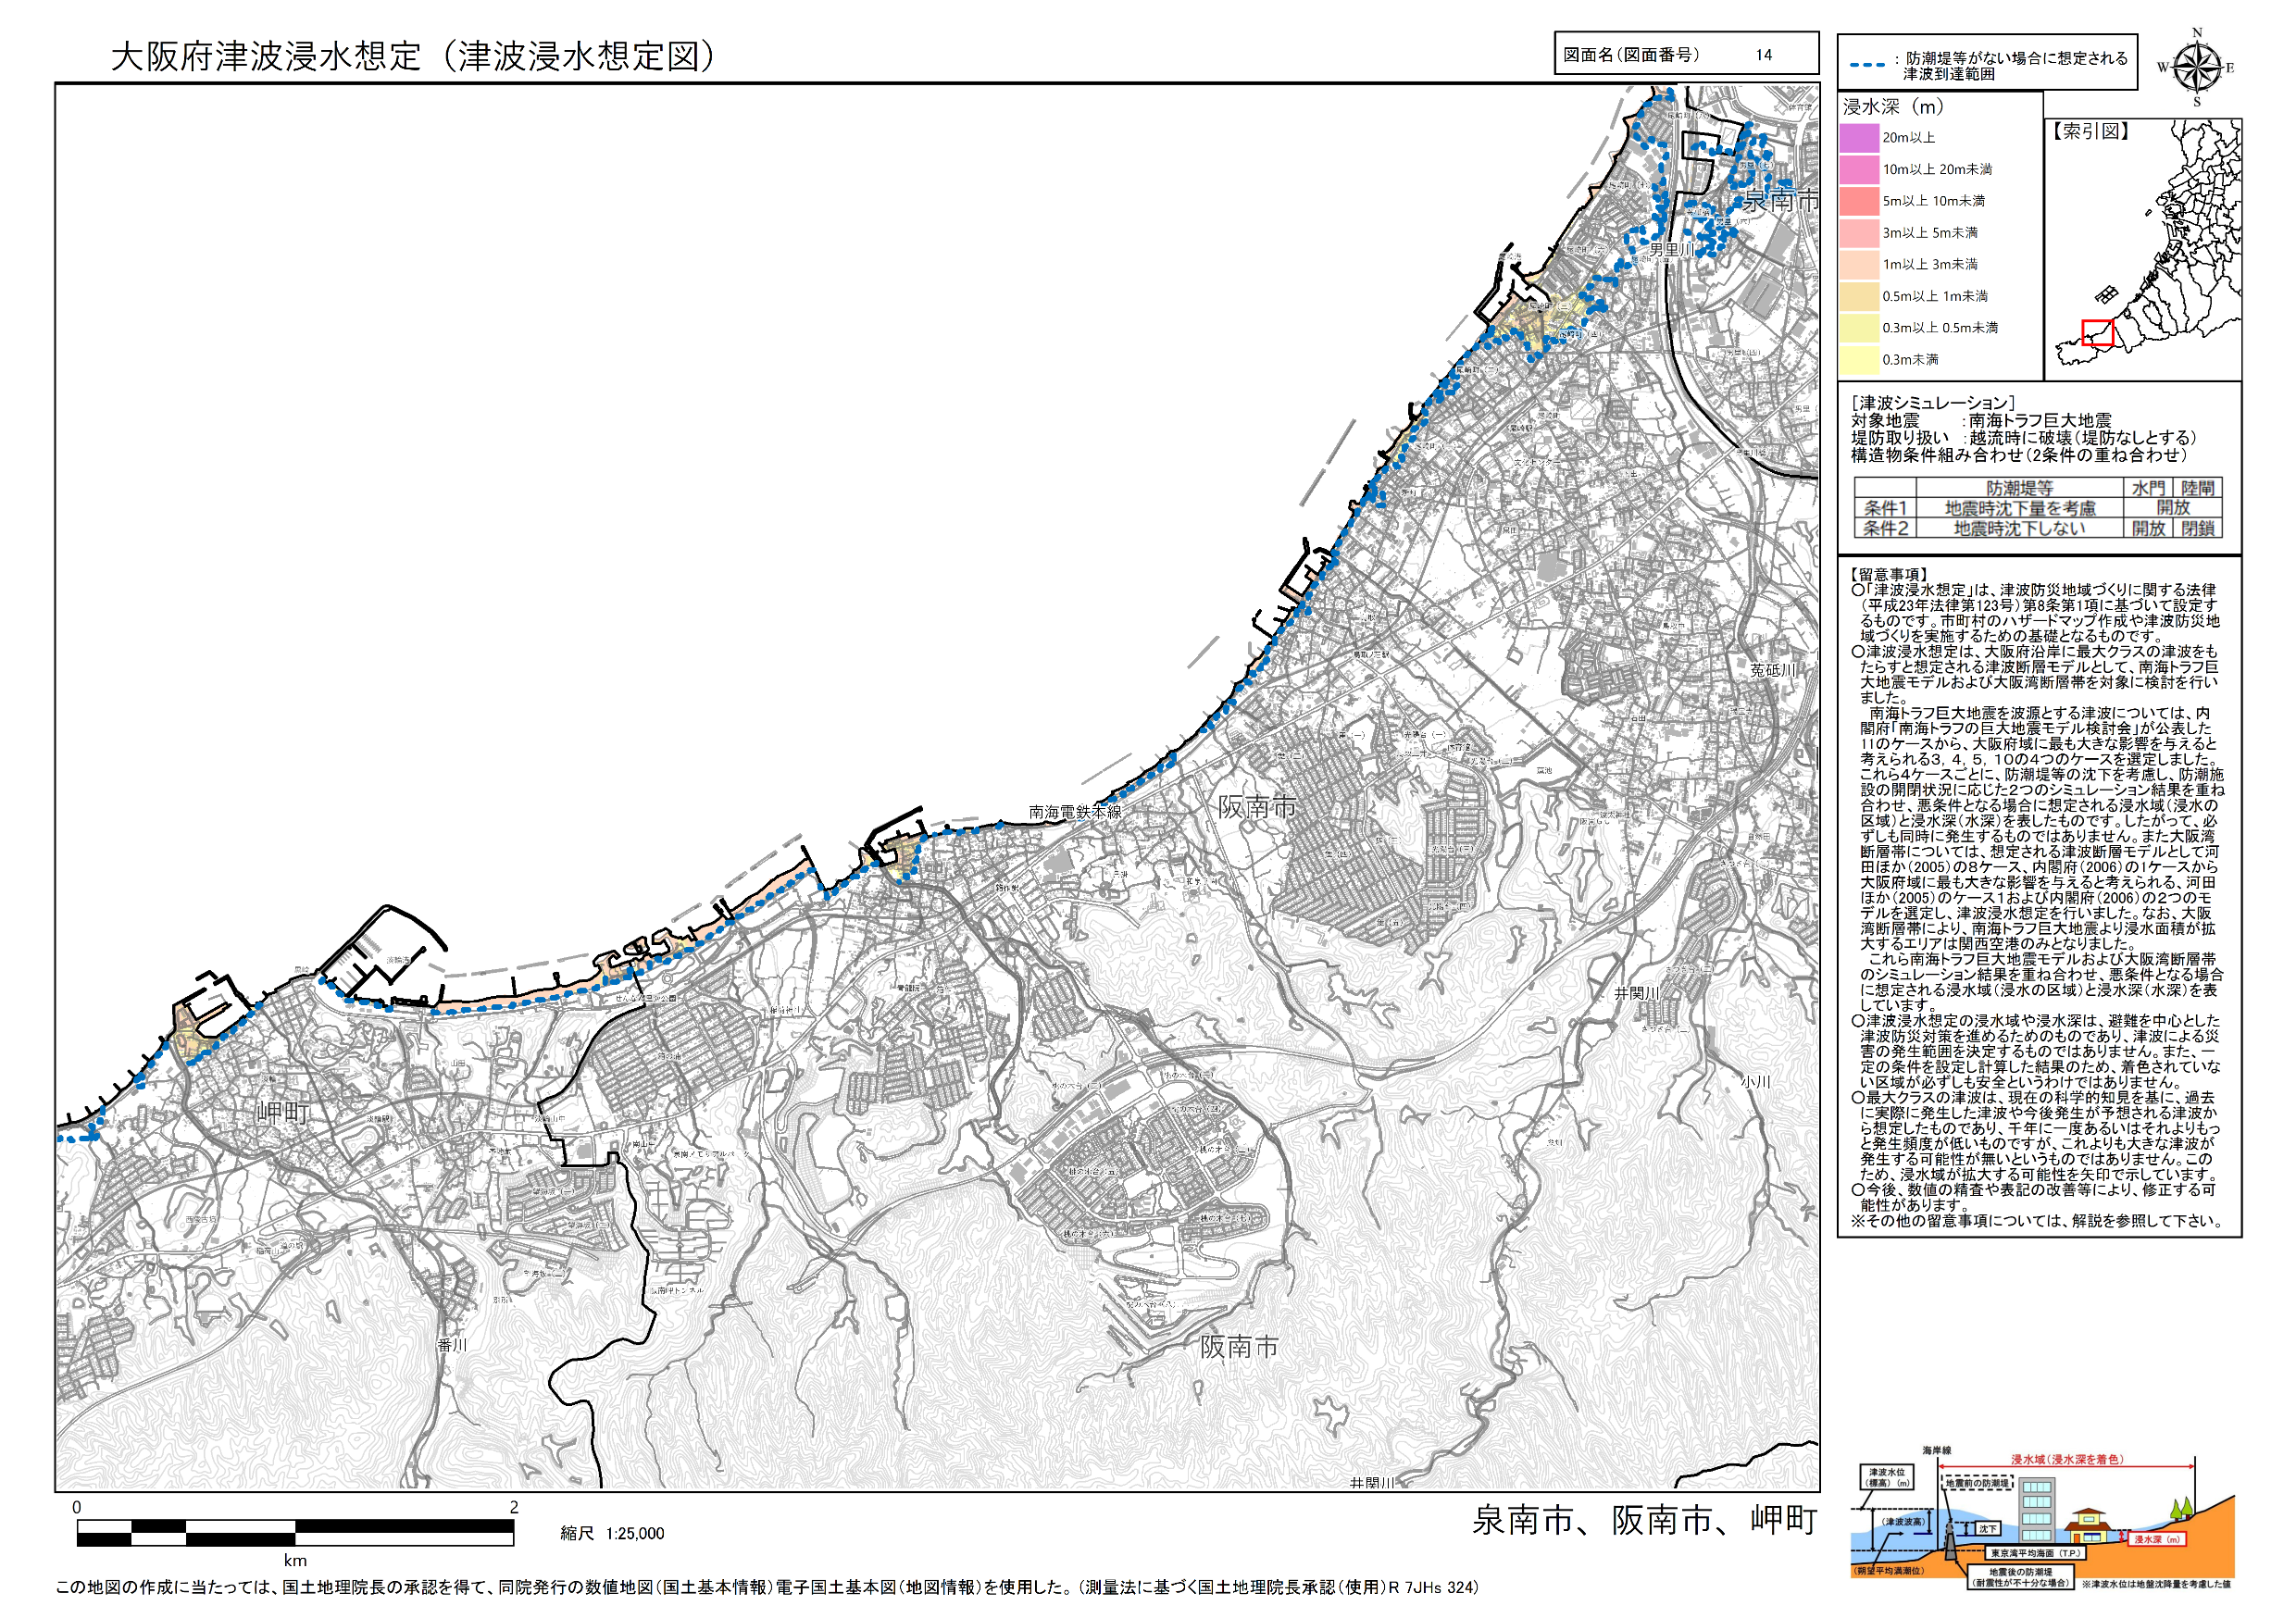 大阪府津波浸水想定（津波浸水想定図）
図面名(図面番号)　14
：防潮堤等がない場合に想定される
津波到達範囲
N
W
E
S
浸水深（m）
20m以上
10m以上 20m未満
5m以上 10m未満
3m以上 5m未満
1m以上 3m未満
0.5m以上 1m未満
0.3m以上 0.5m未満
0.3m未満
【索引図】
[津波シミュレーション]
対象地震　：南海トラフ巨大地震
堤防取り扱い　：越流時に破壊(堤防なしとする)
構造物条件組み合わせ(2条件の重ね合わせ)
防潮堤等　水門　陸閘
条件1　地震時沈下量を考慮　開放
条件2　地震時沈下しない　開放　閉鎖
【留意事項】
○「津波浸水想定」は、津波防災地域づくりに関する法律
(平成23年法律第123号)第8条第1項に基づいて設定す
るものです。市町村のハザードマップ作成や津波防災地
域づくりを実施するための基礎となるものです。
○津波浸水想定は、大阪府沿岸に最大クラスの津波をも
たらすと想定される津波断層モデルとして、南海トラフ巨
大地震モデルおよび大阪湾断層帯を対象に検討を行い
ました。
南海トラフ巨大地震を波源とする津波については、内
閣府「南海トラフの巨大地震モデル検討会」が公表した
11のケースから、大阪府域に最も大きな影響を与えると
考えられる3，4，5，10の4つのケースを選定しました。
これら4ケースごとに、防潮堤等の沈下を考慮し、防潮施
設の開閉状況に応じた2つのシミュレーション結果を重ね
合わせ、悪条件となる場合に想定される浸水域(浸水の
区域)と浸水深(水深)を表したものです。したがって、必
ずしも同時に発生するものではありません。また大阪湾
断層帯については、想定される津波断層モデルとして河
田ほか(2005)の8ケース、内閣府(2006)の1ケースから
大阪府域に最も大きな影響を与えると考えられる、河田
ほか(2005)のケース1および内閣府(2006)の2つのモ
デルを選定し、津波浸水想定を行いました。なお、大阪
湾断層帯により、南海トラフ巨大地震より浸水面積が拡
大するエリアは関西空港のみとなりました。
これら南海トラフ巨大地震モデルおよび大阪湾断層帯
のシミュレーション結果を重ね合わせ、悪条件となる場合
に想定される浸水域(浸水の区域)と浸水深(水深)を表
しています。
○津波浸水想定の浸水域や浸水深は、避難を中心とした
津波防災対策を進めるためのものであり、津波による災
害の発生範囲を決定するものではありません。また、一
定の条件を設定し計算した結果のため、着色されていな
い区域が必ずしも安全というわけではありません。
○最大クラスの津波は、現在の科学的知見を基に、過去
に実際に発生した津波や今後発生が予想される津波か
ら想定したものであり、千年に一度あるいはそれよりもっ
と発生頻度が低いものですが、これよりも大きな津波が
発生する可能性が無いというものではありません。この
ため、浸水域が拡大する可能性を矢印で示しています。
○今後、数値の精査や表記の改善等により、修正する可
能性があります。
※その他の留意事項については、解説を参照して下さい。
泉南市
男里川
菟砥川
阪南市
南海電鉄本線
井関川
小川
岬町
番川
阪南市
井関川
0
2
km
縮尺 1:25,000
泉南市、阪南市、岬町
海岸線
浸水域(浸水深を着色)
津波水位
(標高)(m)
地震前の防潮堤
(津波波高)
沈下
浸水深(m)
東京湾平均海面(T.P.)
(朔望平均満潮位)
地震後の防潮堤
(耐震性が不十分な場合)
※津波水位は地盤沈降量を考慮した値
この地図の作成に当たっては、国土地理院長の承認を得て、同院発行の数値地図(国土基本情報)電子国土基本図(地図情報)を使用した。(測量法に基づく国土地理院長承認(使用)R 7JHs 324)